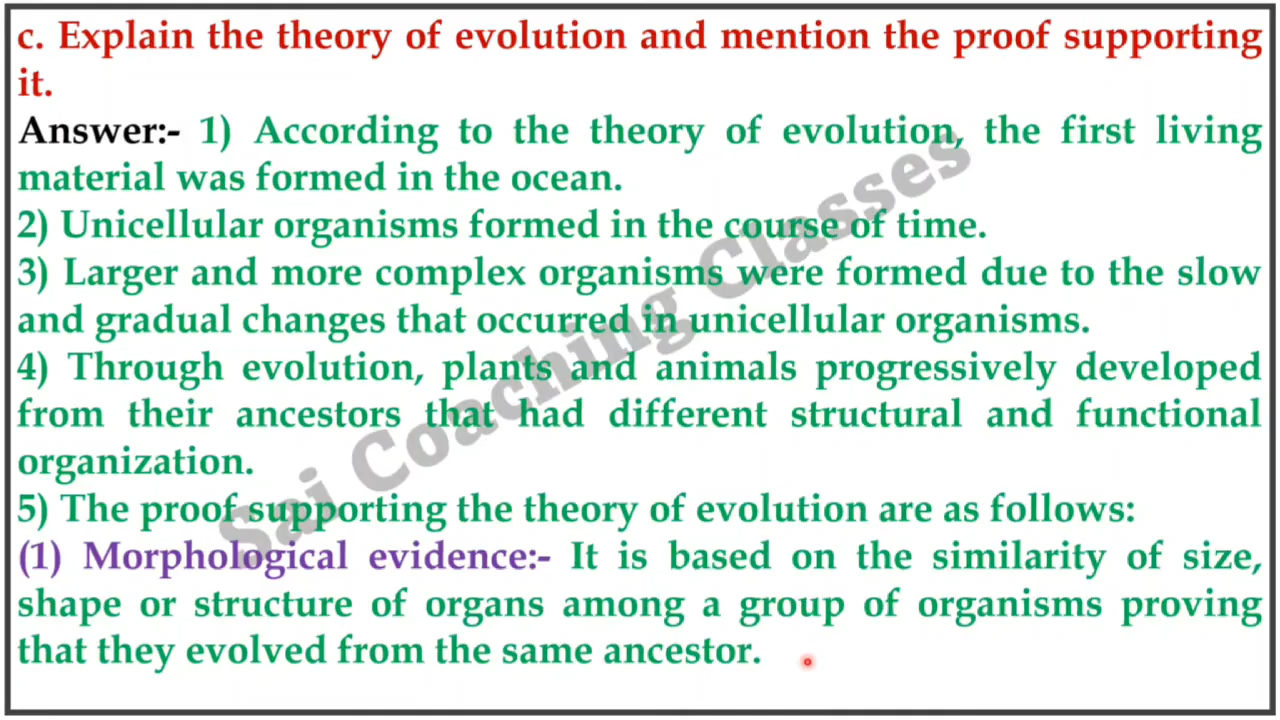 c. Explain the theory of evolution and mention the proof supporting
it.
Answer:- 1) According to the theory of evolution, the first living
material was formed in the ocean.
2) Unicellular organisms formed in the course of time.
3) Larger and more complex organisms were formed due to the slow
and gradual changes that occurred in unicellular organisms.
4) Through evolution, plants and animals progressively developed
from their ancestors that had different structural and functional
organization.
5) The proof supporting the theory of evolution are as follows:
(1) Morphological evidence:- It is based on the similarity of size,
shape or structure of organs among a group of organisms proving
that they evolved from the same ancestor.
Sai Coaching Classes